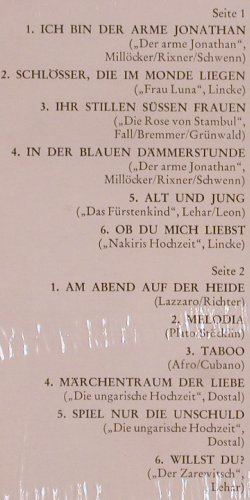 Seite 1
1. ICH BIN DER ARME JONATHAN
(„Der arme Jonathan",
Millöcker/Rixner/Schwenn)
2. SCHLÖSSER, DIE IM MONDE LIEGEN
(„Frau Luna", Lincke)
3. IHR STILLEN SÜSSEN FRAUEN
(„Die Rose von Stambul",
Fall/Bremmer/Grünwald)
4. IN DER BLAUEN DÄMMERSTUNDE
(„Der arme Jonathan",
Millöcker/Rixner/Schwenn)
5. ALT UND JUNG
(„Das Fürstenkind", Lehar/Leon)
6. OB DU MICH LIEBST
(„Nakiris Hochzeit", Lincke)
Seite 2
1. AM ABEND AUF DER HEIDE
(Lazzaro/Richter)
2. MELODIA
3. TABOO
(Afro/Cubano)
4. MÄRCHENTRAUM DER LIEBE
(„Die ungarische Hochzeit", Dostal)
5. SPIEL NUR DIE UNSCHULD
(„Die ungarische Hochzeit",
Dostal)
6. WILLST DU?
(„Der Zarewitsch",
Lehar)